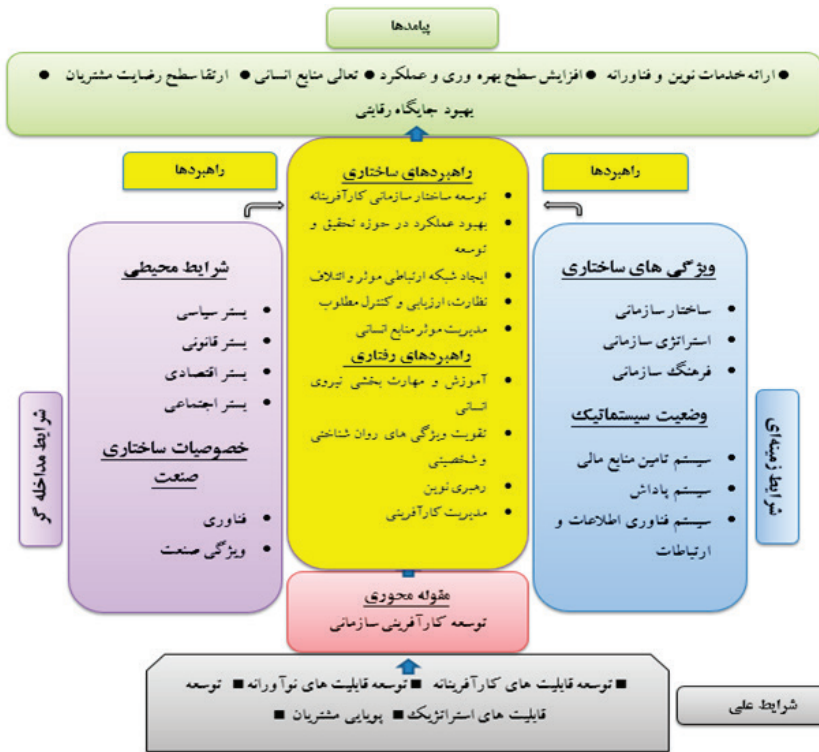 پیامدها
● ارائه خدمات نوین و فناورانه ● افزایش سطح بهره وری و عملکرد ● تعالی منابع انسانی ● ارتقا سطح رضایت مشتریان ●
بهبود جایگاه رقابتی
راهبردها
راهبردها
ویژگی های ساختاری
● ساختار سازمانی
● استراتژی سازمانی
● فرهنگ سازمانی
وضعیت سیستماتیک
● سیستم تامین منابع مالی
● سیستم پاداش
● سیستم فناوری اطلاعات و
ارتباطات
شرایط زمینه‌ای
راهبردهای ساختاری
● توسعه ساختار سازمانی کارآفرینانه
● بهبود عملکرد در حوزه تحقیق و
توسعه
● ایجاد شبکه ارتباطی موثر و ائتلاف
● نظارت، ارزیابی و کنترل مطلوب
● مدیریت موثر منابع انسانی
راهبردهای رفتاری
● آموزش و مهارت بخشی نیروی
انسانی
● تقویت ویژگی های روان شناختی
و شخصیتی
● رهبری نوین
● مدیریت کارآفرینی
شرایط محیطی
● بستر سیاسی
● بستر قانونی
● بستر اقتصادی
● بستر اجتماعی
خصوصیات ساختاری
صنعت
● فناوری
● ویژگی صنعت
شرایط مداخله گر
مقوله محوری
توسعه کارآفرینی سازمانی
■ توسعه قابلیت های کارآفرینانه ■ توسعه قابلیت های نوآورانه ■ توسعه
قابلیت های استراتژیک ■ پویایی مشتریان ■
شرایط علی